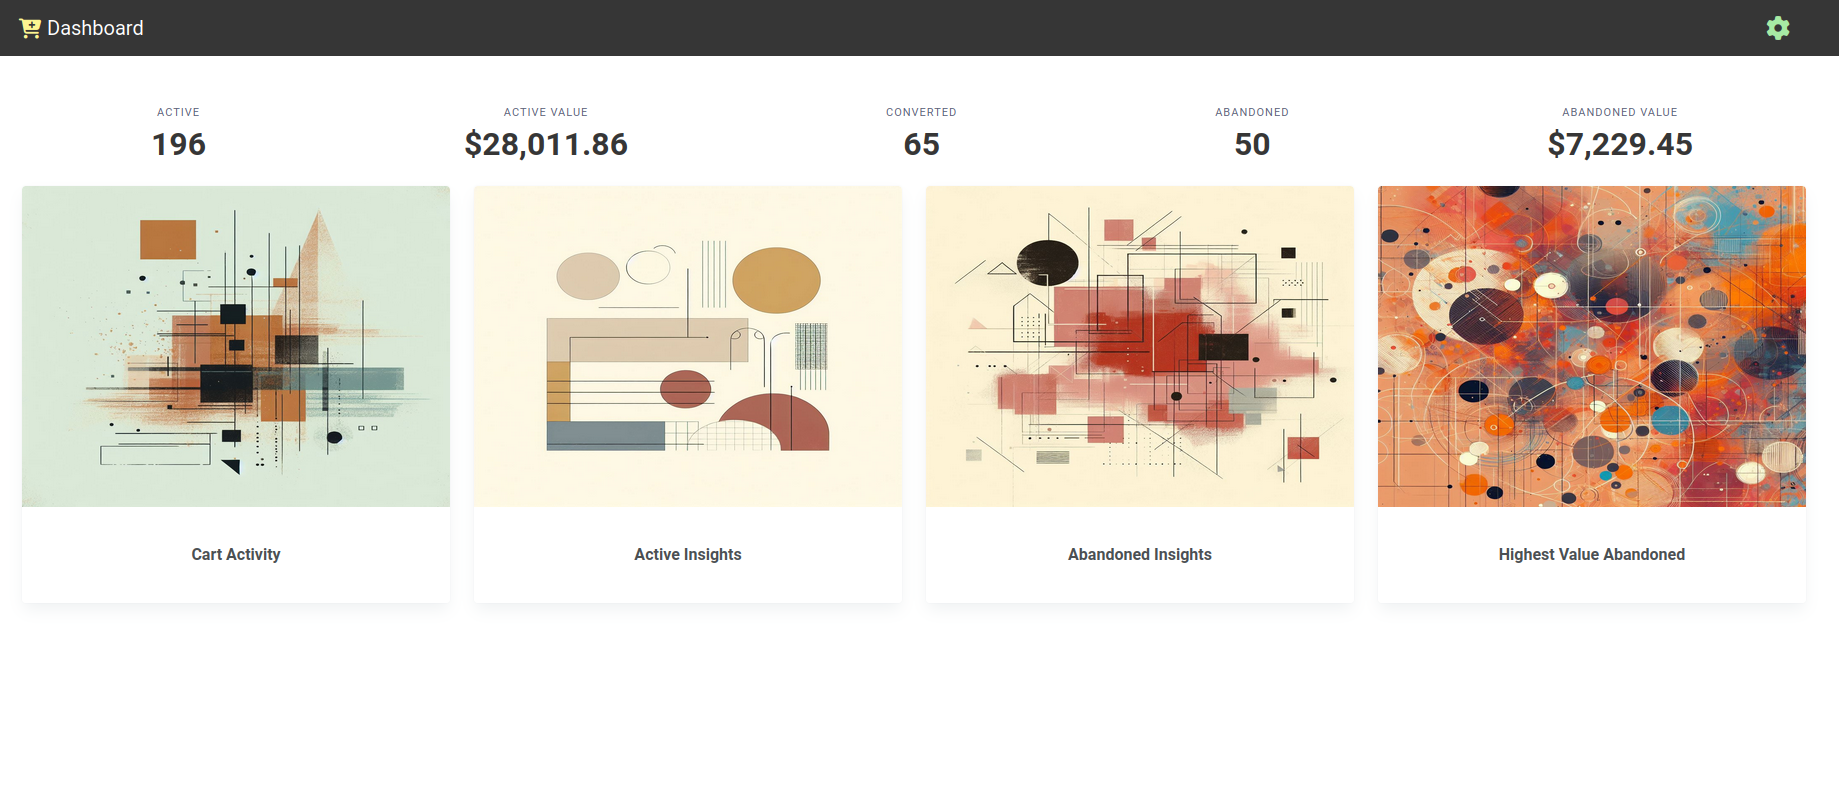 Dashboard
ACTIVE
196
ACTIVE VALUE
$28,011.86
CONVERTED
65
ABANDONED
50
ABANDONED VALUE
$7,229.45
Cart Activity
Active Insights
Abandoned Insights
Highest Value Abandoned